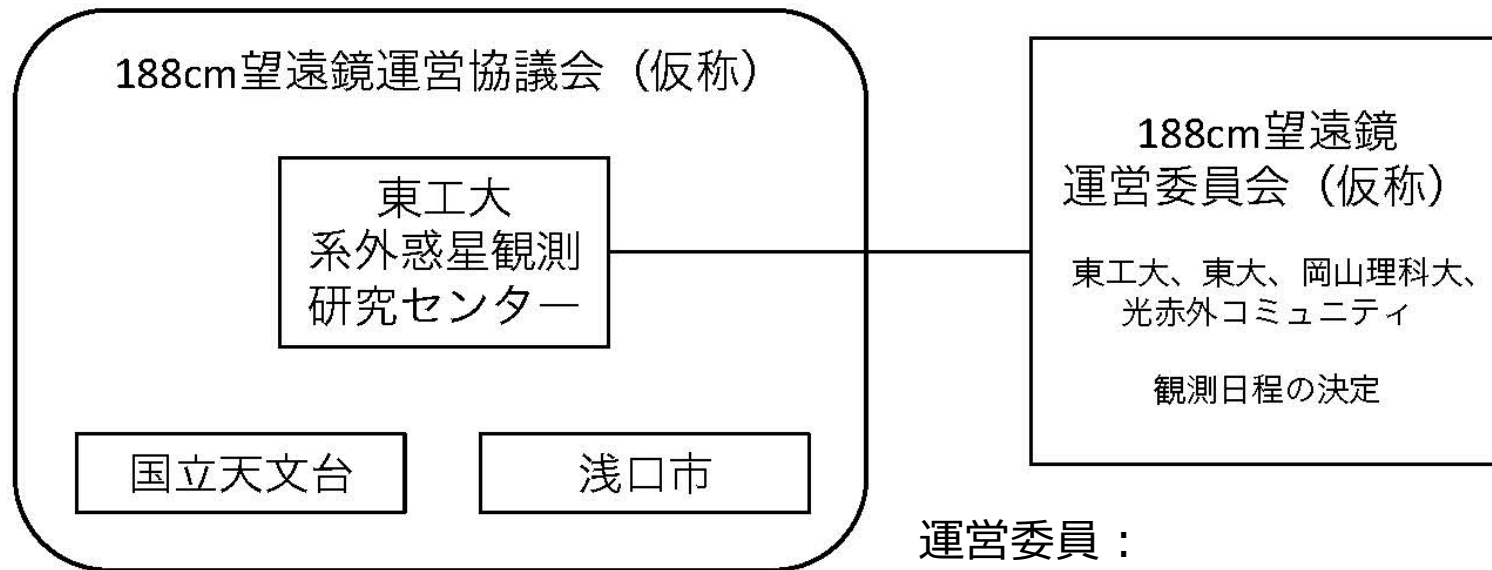 188cm望遠鏡運営協議会（仮称）
東工大
系外惑星観測
研究センター
国立天文台
浅口市
188cm望遠鏡
運営委員会（仮称）
東工大、東大、岡山理科大、
光赤外コミュニティ
観測日程の決定
運営委員：